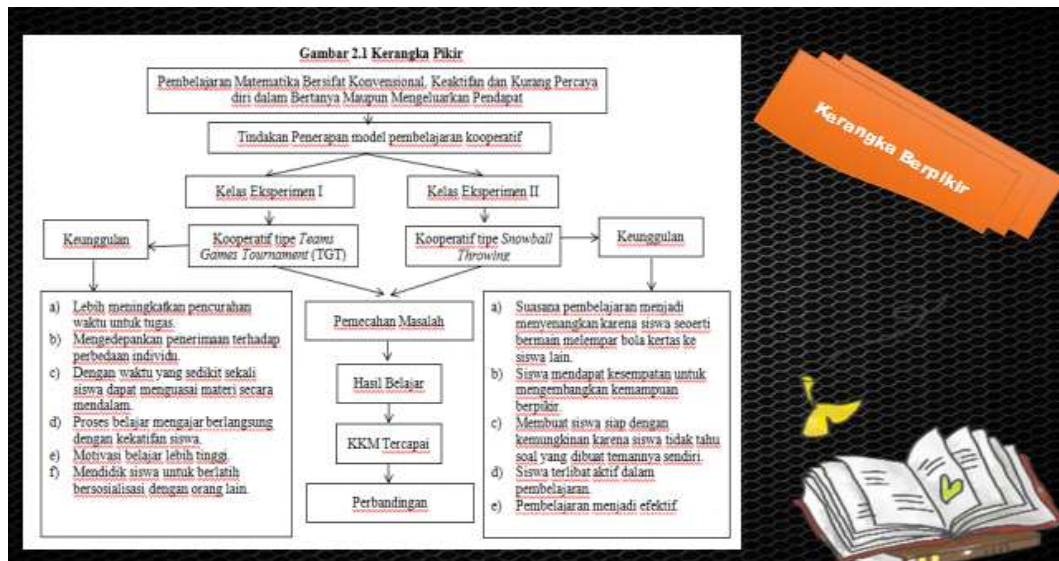 Gambar 2.1 Kerangka Pikir
Pembelajaran Matematika Bersifat Konvensional, Keaktifan dan Kurang Percaya
diri dalam Bertanya Maupun Mengeluarkan Pendapat
Tindakan Penerapan model pembelajaran kooperatif
Kelas Eksperimen I
Kelas Eksperimen II
Keunggulan
Kooperatif tipe Teams
Games Tournament (TGT)
Kooperatif tipe Snowball
Throwing
Keunggulan
a) Lebih meningkatkan pencurahan
waktu untuk tugas.
b) Mengedepankan penerimaan terhadap
perbedaan individu.
c) Dengan waktu yang sedikit sekali
siswa dapat menguasai materi secara
mendalam.
d) Proses belajar mengajar berlangsung
dengan kekatifan siswa.
e) Motivasi belajar lebih tinggi.
f) Mendidik siswa untuk berlatih
bersosialisasi dengan orang lain.
Pemecahan Masalah
Hasil Belajar
KKM Tercapai
Perbandingan
a) Suasana pembelajaran menjadi
menyenangkan karena siswa seoerti
bermain melempar bola kertas ke
siswa lain.
b) Siswa mendapat kesempatan untuk
mengembangkan kemampuan
berpikir.
c) Membuat siswa siap dengan
kemungkinan karena siswa tidak tahu
soal yang dibuat temannya sendiri.
d) Siswa terlibat aktif dalam
pembelajaran.
e) Pembelajaran menjadi efektif
Kerangka Berpikir